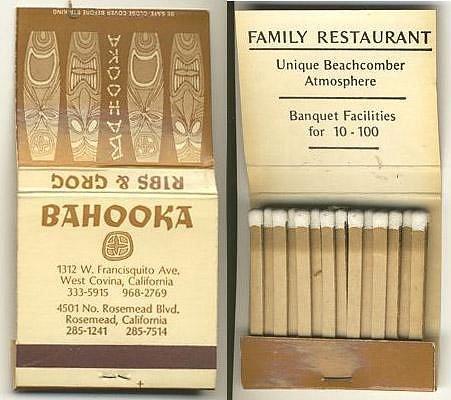 BE SAFE. CLOSE COVER BEFORE STRIKING
BAHOOKA
RIBS & GROG
BAHOOKA
1312 W. Francisquito Ave.
West Covina, California
333-5915 968-2769
4501 No. Rosemead Blvd.
Rosemead, California
285-1241 285-7514
FAMILY RESTAURANT
Unique Beachcomber
Atmosphere
Banquet Facilities
for 10 - 100